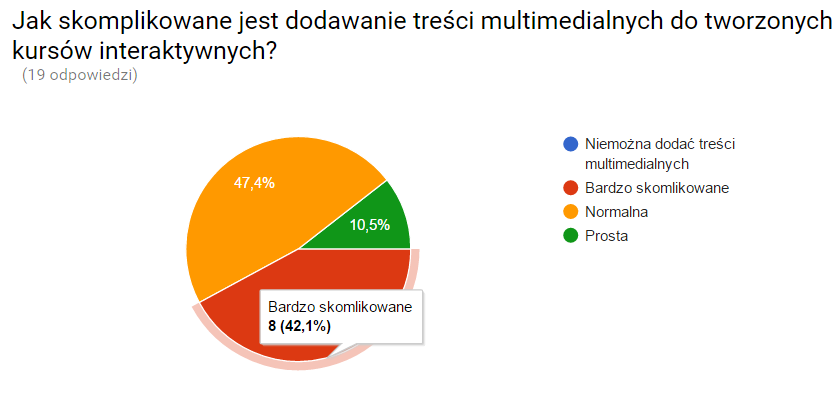 Jak skomplikowane jest dodawanie treści multimedialnych do tworzonych
kursów interaktywnych?
(19 odpowiedzi)
47,4%
10,5%
Bardzo skomlikowane
8 (42,1%)
Niemożna dodać treści
multimedialnych
Bardzo skomlikowane
Normalna
Prosta